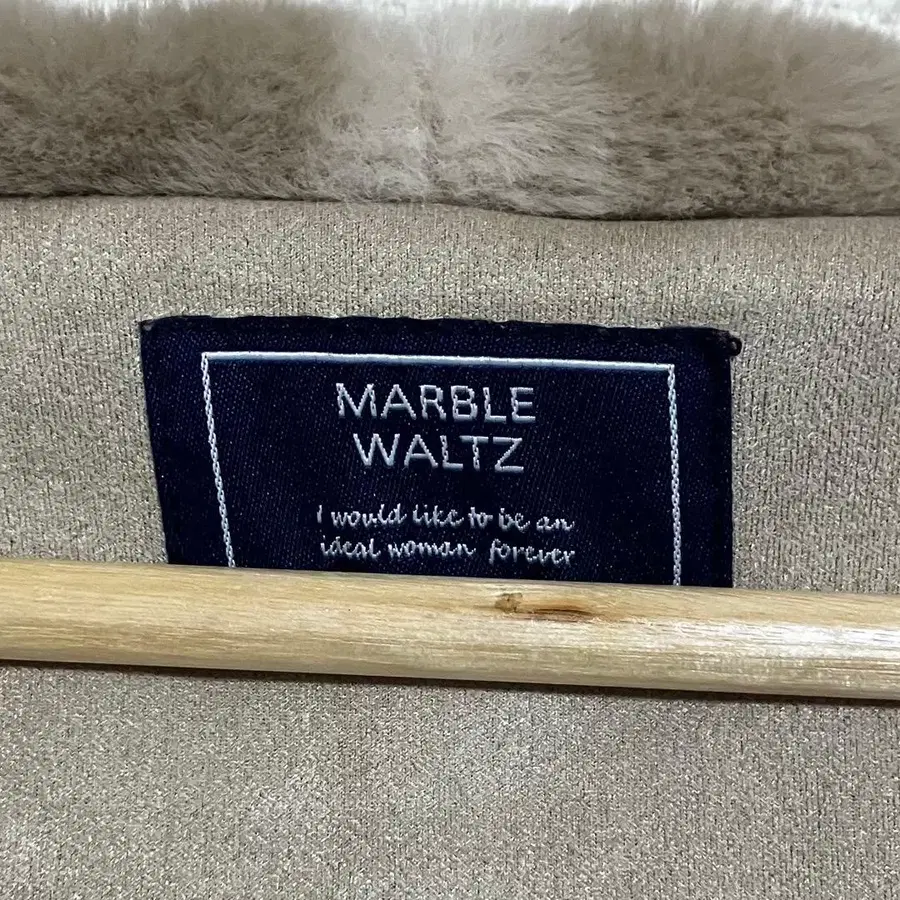 MARBLE
WALTZ
I would like to be an
ideal woman forever